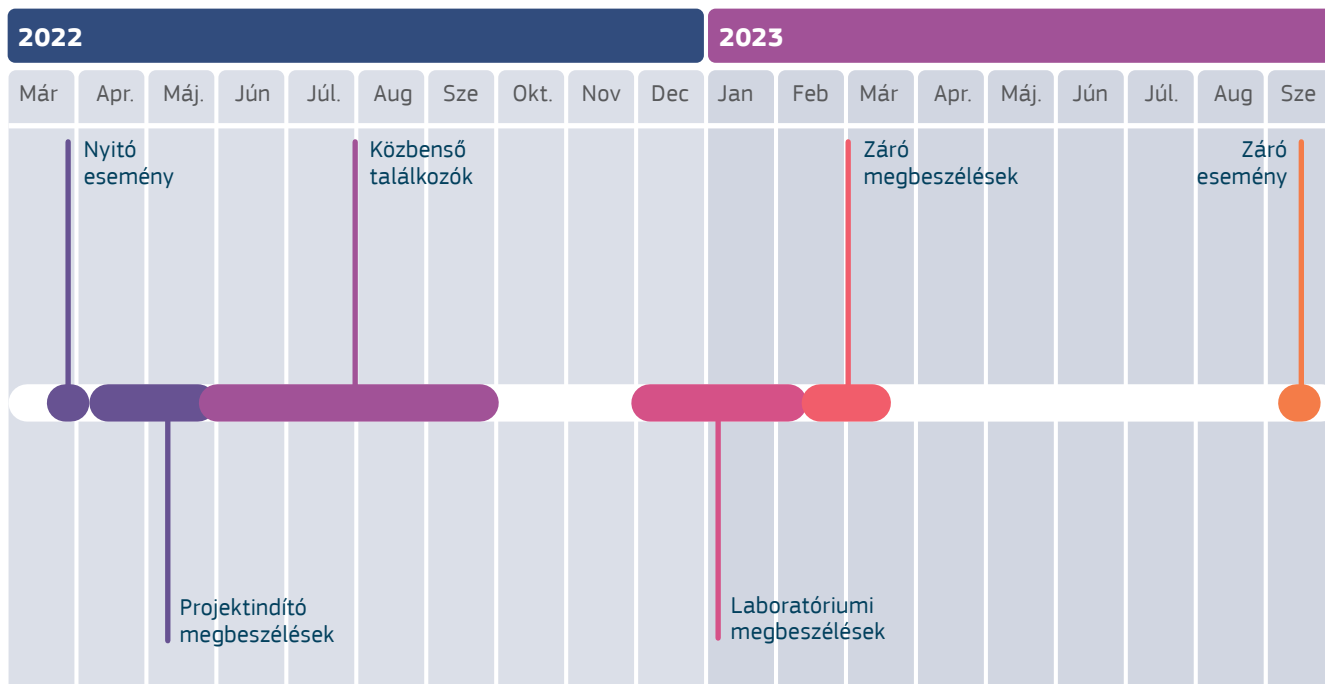 2022 2023
Már Apr. Máj. Jún Júl. Aug Sze Okt. Nov Dec Jan Feb Már Apr. Máj. Jún Júl. Aug Sze
Nyitó
esemény
Közbenső
találkozók
Záró
megbeszélések
Záró
esemény
Projektindító
megbeszélések
Laboratóriumi
megbeszélések